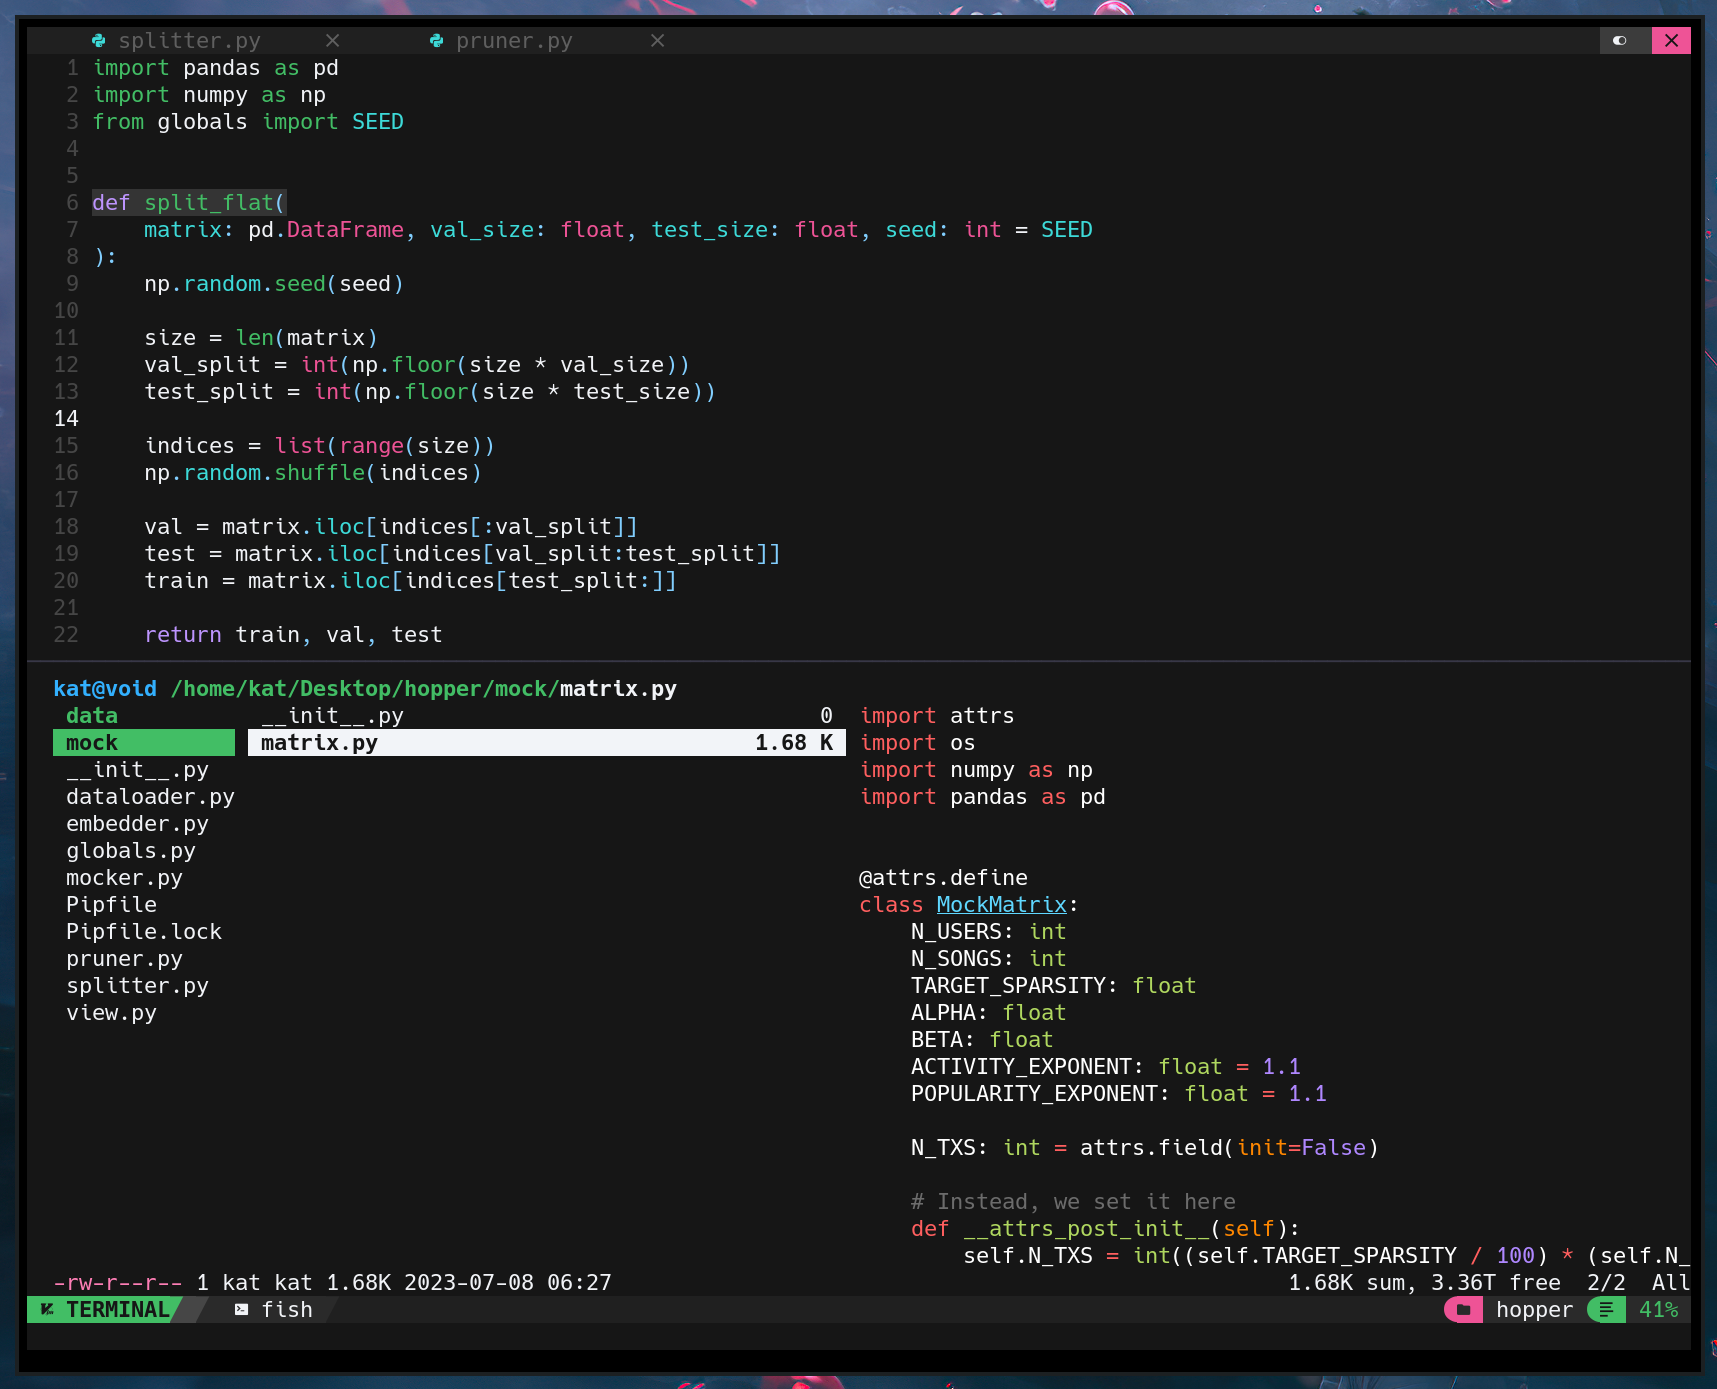 splitter.py × pruner.py ×
1 import pandas as pd
2 import numpy as np
3 from globals import SEED
4
5
6 def split_flat(
7     matrix: pd.DataFrame, val_size: float, test_size: float, seed: int = SEED
8 ):
9     np.random.seed(seed)
10
11     size = len(matrix)
12     val_split = int(np.floor(size * val_size))
13     test_split = int(np.floor(size * test_size))
14
15     indices = list(range(size))
16     np.random.shuffle(indices)
17
18     val = matrix.iloc[indices[:val_split]]
19     test = matrix.iloc[indices[val_split:test_split]]
20     train = matrix.iloc[indices[test_split:]]
21
22     return train, val, test
kat@void /home/kat/Desktop/hopper/mock/matrix.py
data
mock
__init__.py
dataloader.py
embedder.py
globals.py
mocker.py
Pipfile
Pipfile.lock
pruner.py
splitter.py
view.py
__init__.py 0
matrix.py 1.68 K
import attrs
import os
import numpy as np
import pandas as pd
@attrs.define
class MockMatrix:
    N_USERS: int
    N_SONGS: int
    TARGET_SPARSITY: float
    ALPHA: float
    BETA: float
    ACTIVITY_EXPONENT: float = 1.1
    POPULARITY_EXPONENT: float = 1.1
    N_TXS: int = attrs.field(init=False)
    # Instead, we set it here
    def __attrs_post_init__(self):
        self.N_TXS = int((self.TARGET_SPARSITY / 100) * (self.N_
-rw-r--r-- 1 kat kat 1.68K 2023-07-08 06:27 1.68K sum, 3.36T free 2/2 All
TERMINAL fish hopper 41%